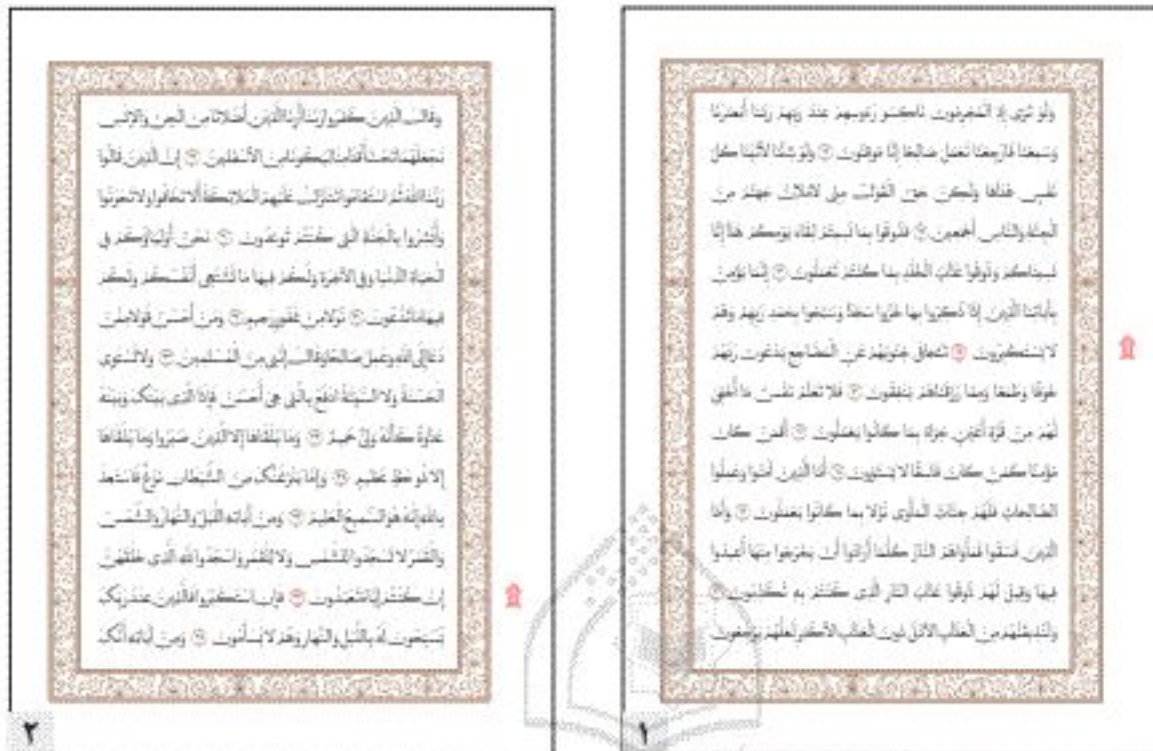 ولو ترى إذ المجرمون ناكسو رءوسهم عند ربهم ربنا أبصرنا
وسمعنا فارجعنا نعمل صالحا إنا موقنون ولو شئنا لآتينا كل
نفس هداها ولكن حق القول مني لأملأن جهنم من
الجنة والناس أجمعين فذوقوا بما نسيتم لقاء يومكم هذا إنا
نسيناكم وذوقوا عذاب الخلد بما كنتم تعملون إنما يؤمن
بآياتنا الذين إذا ذكروا بها خروا سجدا وسبحوا بحمد ربهم وهم
لا يستكبرون تتجافى جنوبهم عن المضاجع يدعون ربهم
خوفا وطمعا ومما رزقناهم ينفقون فلا تعلم نفس ما أخفي
لهم من قرة أعين جزاء بما كانوا يعملون أفمن كان
مؤمنا كمن كان فاسقا لا يستوون أما الذين آمنوا وعملوا
الصالحات فلهم جنات المأوى نزلا بما كانوا يعملون وأما
الذين فسقوا فمأواهم النار كلما أرادوا أن يخرجوا منها أعيدوا
فيها وقيل لهم ذوقوا عذاب النار الذي كنتم به تكذبون
ولنذيقنهم من العذاب الأدنى دون العذاب الأكبر لعلهم يرجعون
١
وقال الذين كفروا ربنا أرنا اللذين أضلانا من الجن والإنس
نجعلهما تحت أقدامنا ليكونا من الأسفلين إن الذين قالوا
ربنا الله ثم استقاموا تتنزل عليهم الملائكة ألا تخافوا ولا تحزنوا
وأبشروا بالجنة التي كنتم توعدون نحن أولياؤكم في
الحياة الدنيا وفي الآخرة ولكم فيها ما تشتهي أنفسكم ولكم
فيها ما تدعون نزلا من غفور رحيم ومن أحسن قولا ممن
دعا إلى الله وعمل صالحا وقال إنني من المسلمين ولا تستوي
الحسنة ولا السيئة ادفع بالتي هي أحسن فإذا الذي بينك وبينه
عداوة كأنه ولي حميم وما يلقاها إلا الذين صبروا وما يلقاها
إلا ذو حظ عظيم وإما ينزغنك من الشيطان نزغ فاستعذ
بالله إنه هو السميع العليم ومن آياته الليل والنهار والشمس
والقمر لا تسجدوا للشمس ولا للقمر واسجدوا لله الذي خلقهن
إن كنتم إياه تعبدون فإن استكبروا فالذين عند ربك
يسبحون له بالليل والنهار وهم لا يسأمون ومن آياته أنك
٢